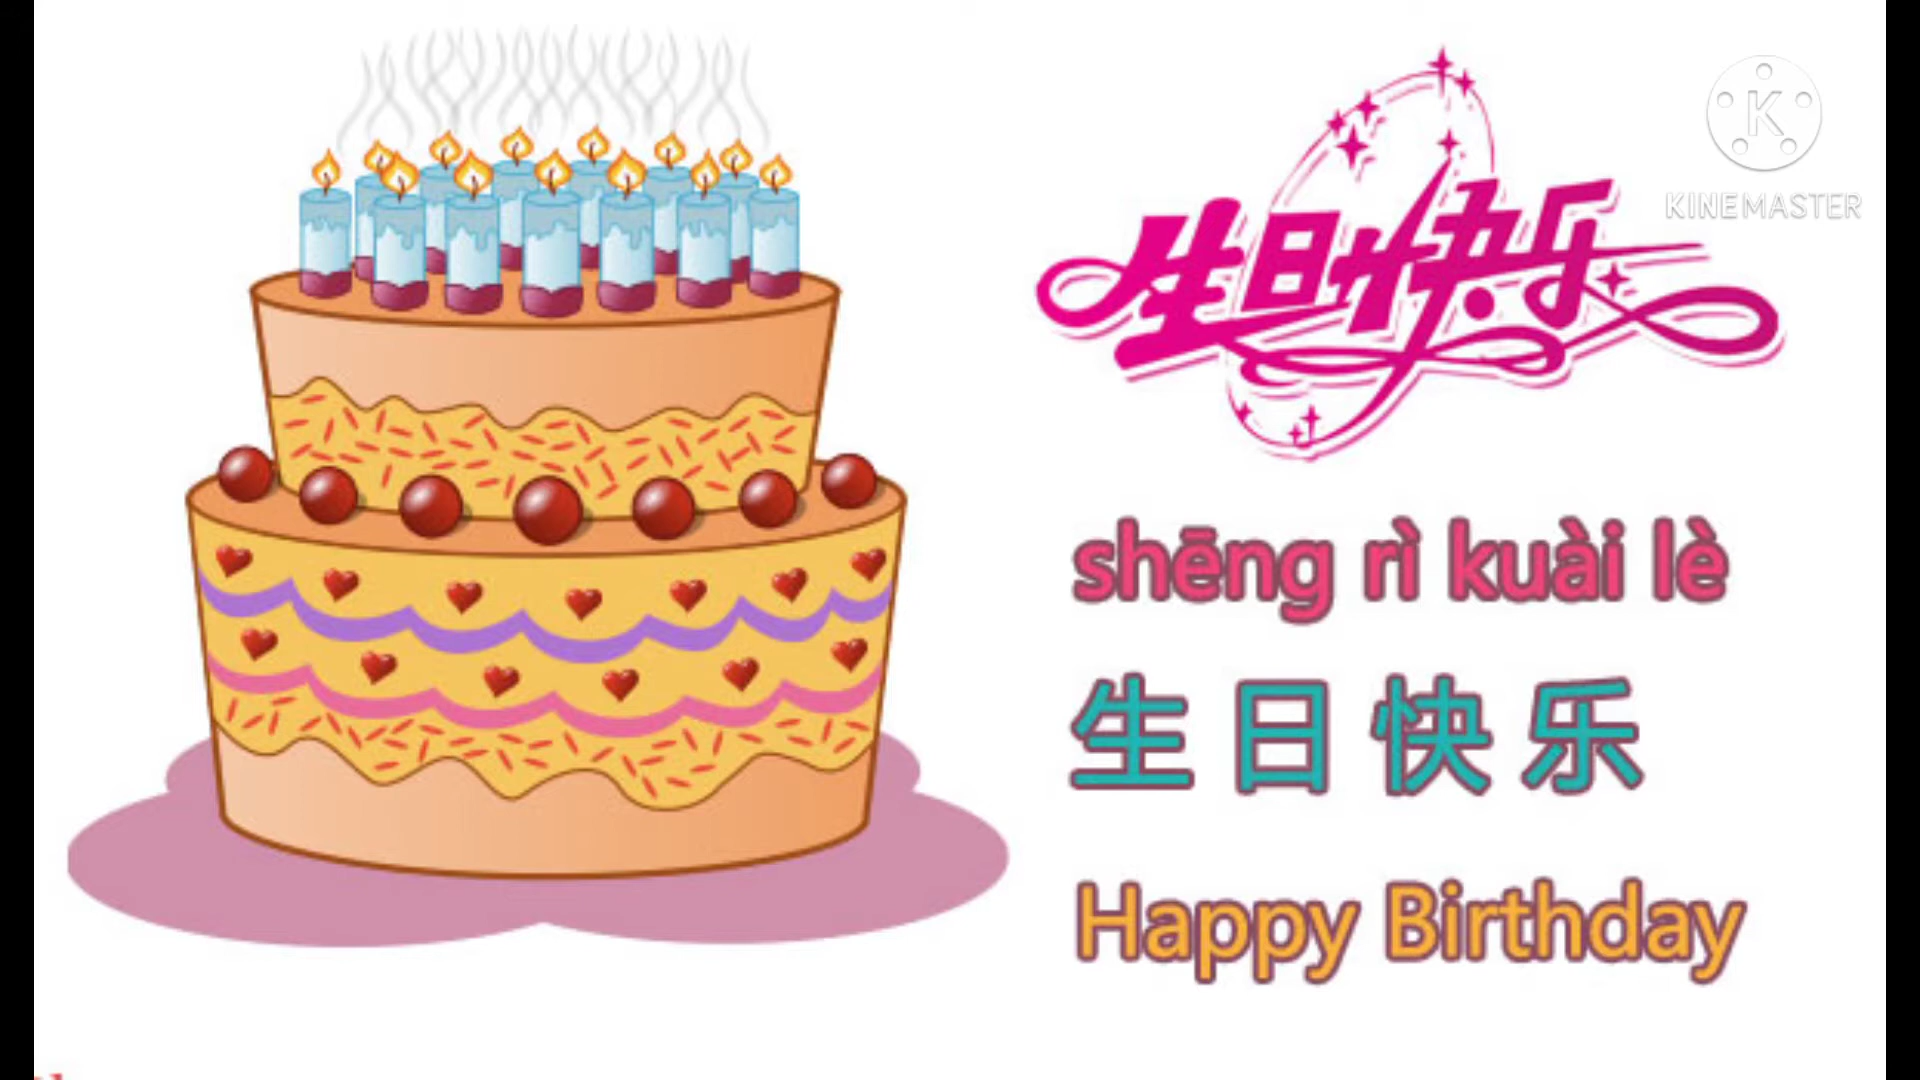 生日快乐
K
KINEMASTER
shēng rì kuài lè
生日快乐
Happy Birthday